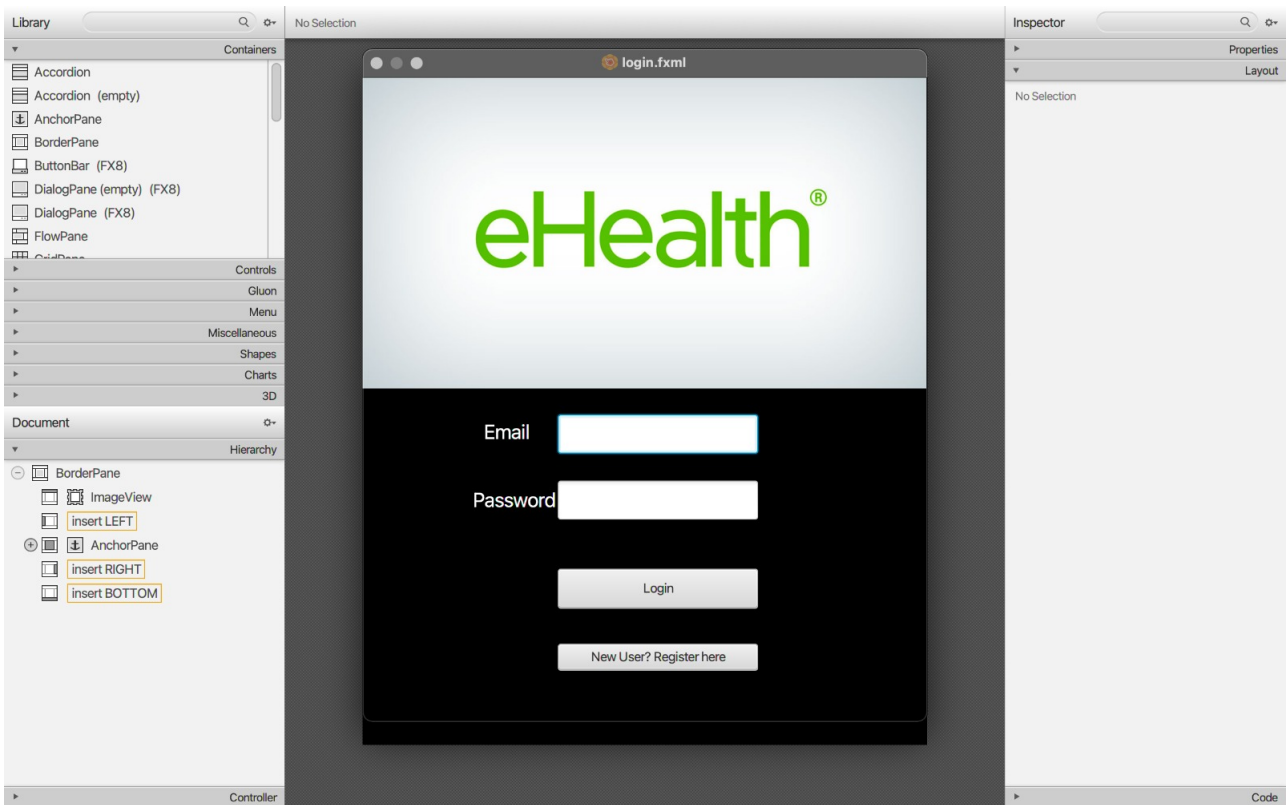 Library
Containers
Accordion
Accordion (empty)
AnchorPane
BorderPane
ButtonBar (FX8)
DialogPane (empty) (FX8)
DialogPane (FX8)
FlowPane
GridPane
Controls
Gluon
Menu
Miscellaneous
Shapes
Charts
3D
Document
Hierarchy
BorderPane
ImageView
insert LEFT
AnchorPane
insert RIGHT
insert BOTTOM
Controller
No Selection
login.fxml
eHealth®
Email
Password
Login
New User? Register here
Inspector
Properties
Layout
No Selection
Code